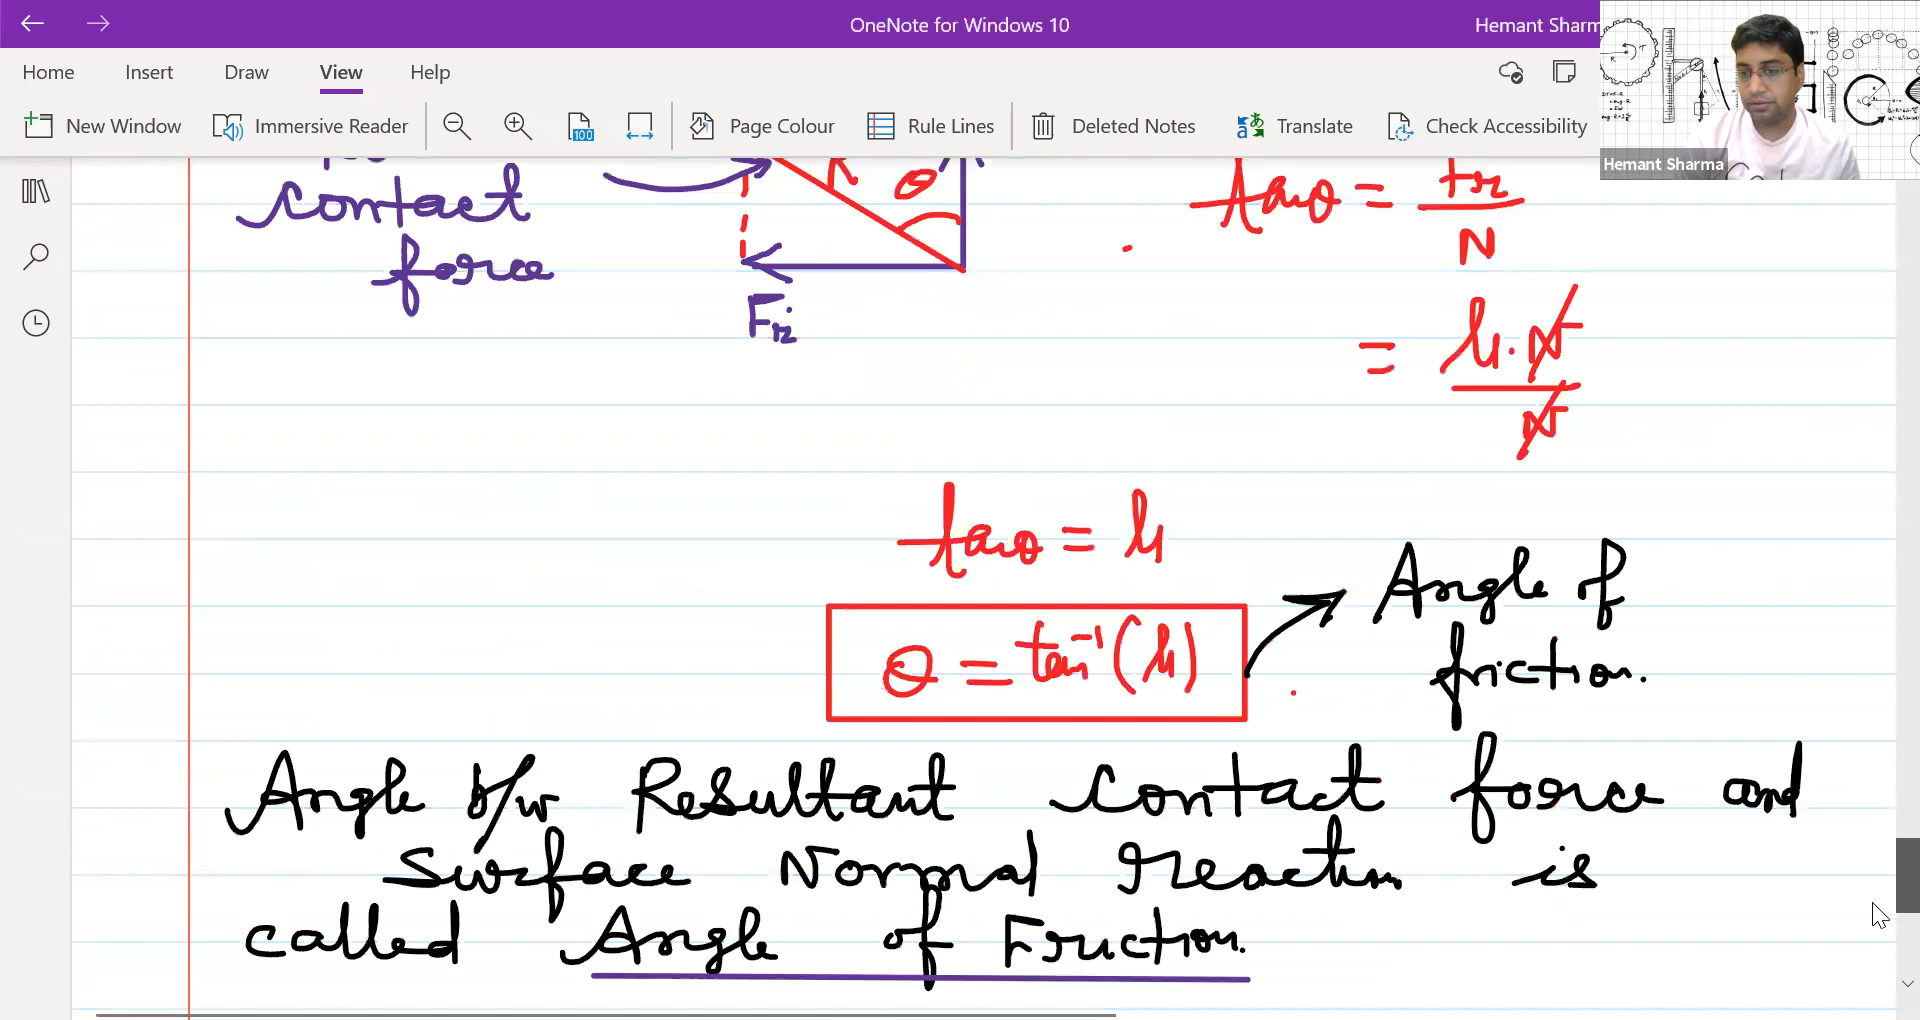 OneNote for Windows 10
Hemant Sharm
Home Insert Draw View Help
New Window Immersive Reader 100 Page Colour Rule Lines Deleted Notes Translate Check Accessibility
Hemant Sharma
contact
force
R θ
Fr
tanθ = fr / N
= μ·N / N
tanθ = μ
θ = tan⁻¹(μ)
Angle of
friction.
Angle b/w Resultant contact force and
surface Normal reaction is
called Angle of Friction.